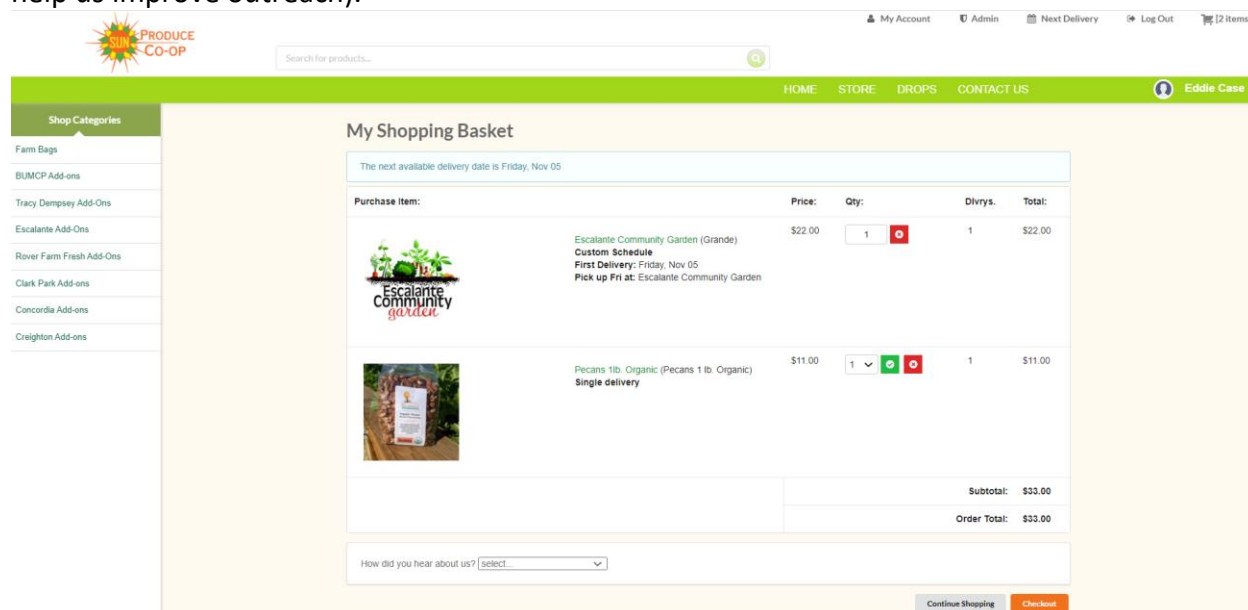 help us improve outreach).
SUN PRODUCE CO-OP
My Account Admin Next Delivery Log Out [2 items
Search for products...
HOME STORE DROPS CONTACT US Eddie Case
Shop Categories
Farm Bags
BUMCP Add-ons
Tracy Dempsey Add-Ons
Escalante Add-Ons
Rover Farm Fresh Add-Ons
Clark Park Add-ons
Concordia Add-ons
Creighton Add-ons
My Shopping Basket
The next available delivery date is Friday, Nov 05
Purchase Item: Price: Qty: Dlvrys. Total:
Escalante
Community
garden
Escalante Community Garden (Grande) $22.00 1 1 $22.00
Custom Schedule
First Delivery: Friday, Nov 05
Pick up Fri at: Escalante Community Garden
Pecans 1lb. Organic (Pecans 1 lb. Organic) $11.00 1 1 $11.00
Single delivery
Subtotal: $33.00
Order Total: $33.00
How did you hear about us? select...
Continue Shopping Checkout